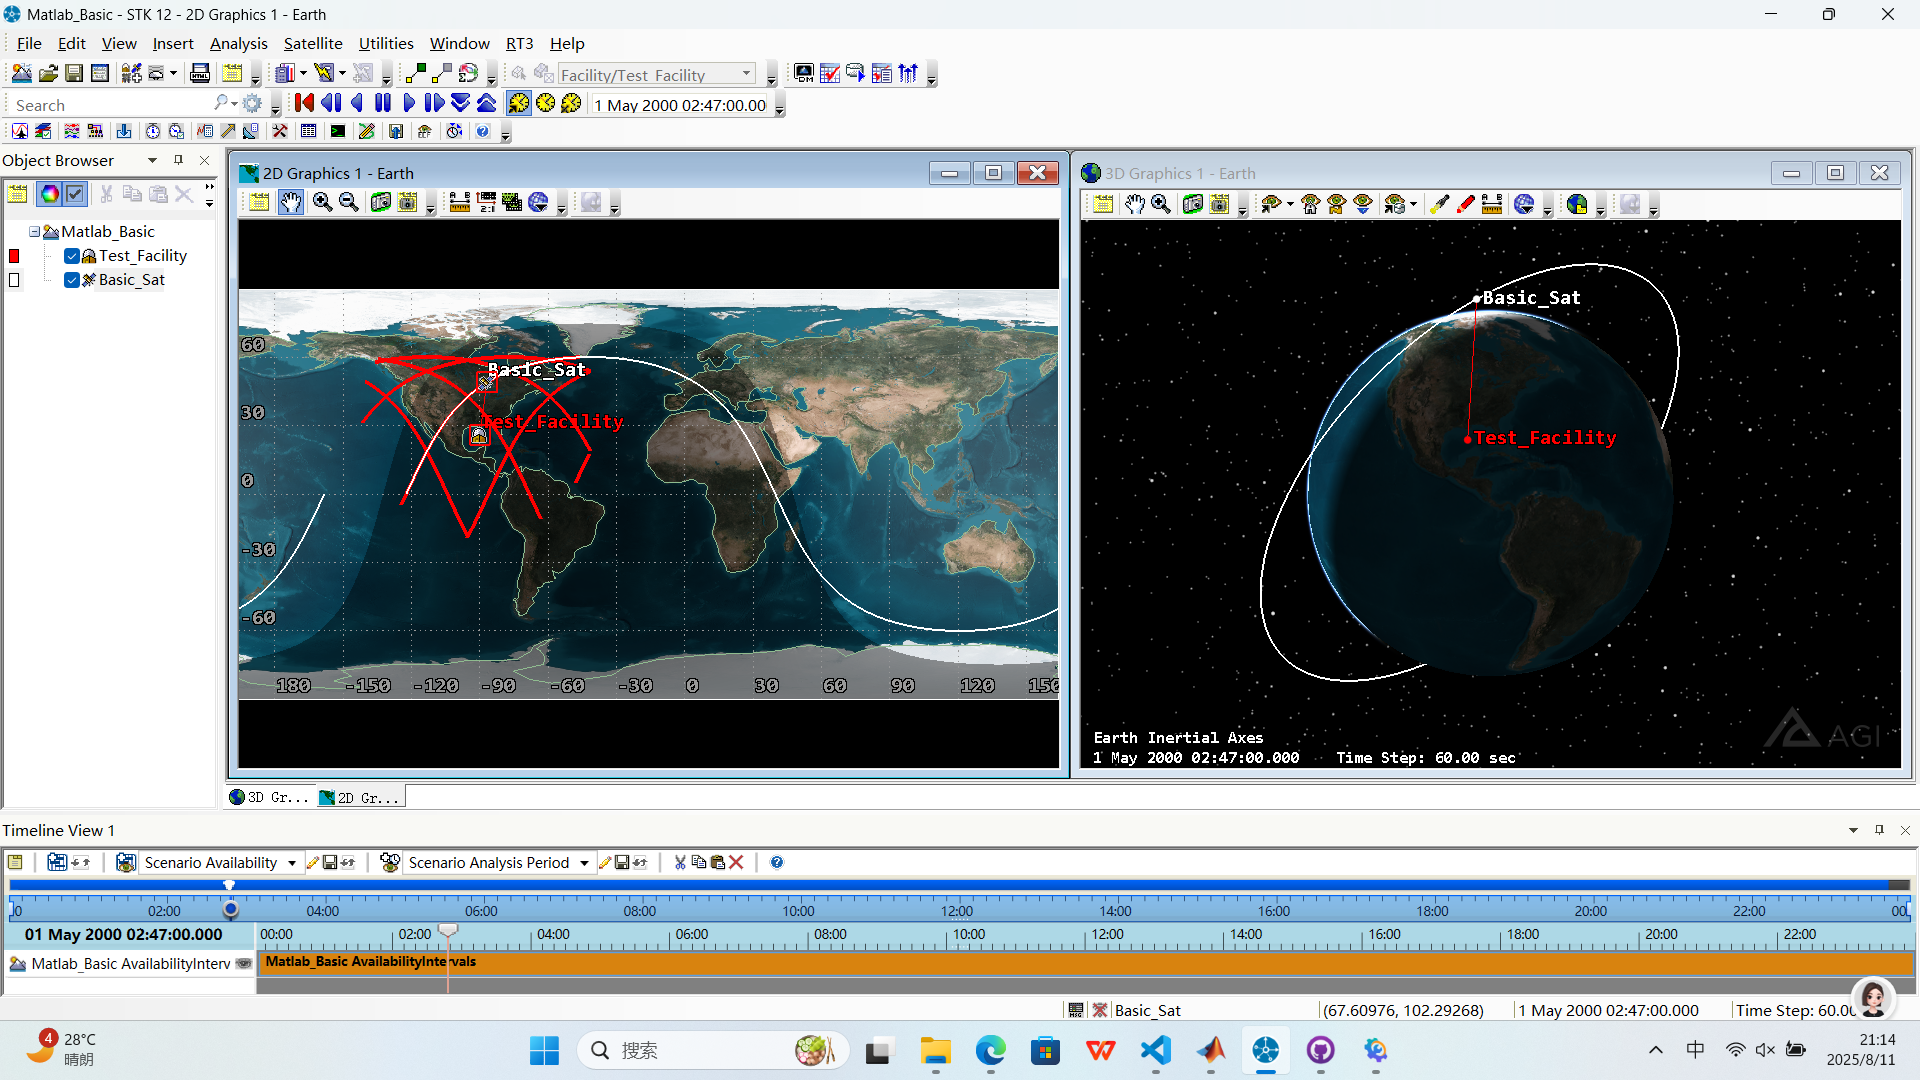 Matlab_Basic - STK 12 - 2D Graphics 1 - Earth
File Edit View Insert Analysis Satellite Utilities Window RT3 Help
Facility/Test_Facility
Search
1 May 2000 02:47:00.00
Object Browser
Matlab_Basic
Test_Facility
Basic_Sat
2D Graphics 1 - Earth
60
30
0
-30
-60
180 -150 -120 -90 -60 -30 0 30 60 90 120 150
Basic_Sat
Test_Facility
3D Graphics 1 - Earth
Basic_Sat
Test_Facility
AGI
Earth Inertial Axes
1 May 2000 02:47:00.000 Time Step: 60.00 sec
3D Gr... 2D Gr...
Timeline View 1
Scenario Availability Scenario Analysis Period
02:00 04:00 06:00 08:00 10:00 12:00 14:00 16:00 18:00 20:00 22:00 00
01 May 2000 02:47:00.000 00:00 02:00 04:00 06:00 08:00 10:00 12:00 14:00 16:00 18:00 20:00 22:00
Matlab_Basic AvailabilityInterv Matlab_Basic AvailabilityIntervals
Basic_Sat (67.60976, 102.29268) 1 May 2000 02:47:00.000 Time Step: 60.00
4 28°C
晴朗
搜索
中
21:14
2025/8/11